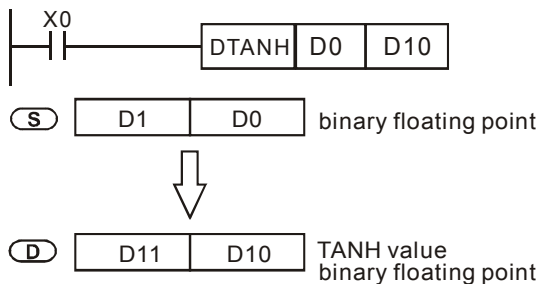 X0
DTANH D0 D10
S D1 D0 binary floating point
D D11 D10 TANH value
binary floating point